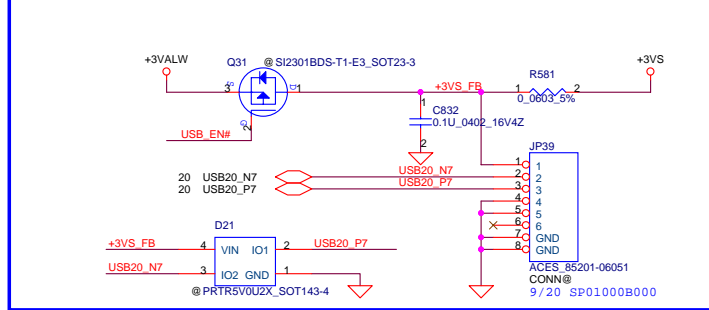 +3VALW
Q31 @SI2301BDS-T1-E3_SOT23-3
+3VS
R581
3 S D 1
+3VS_FB
1 2
0_0603_5%
G
2
USB_EN#
1
C832
0.1U_0402_16V4Z
2
JP39
20 USB20_N7
USB20_N7
20 USB20_P7
USB20_P7
1 1
2 2
3 3
4 4
5 5
6 6
7 GND
8 GND
D21
+3VS_FB 4 VIN IO1 2 USB20_P7
USB20_N7 3 IO2 GND 1
@PRTR5V0U2X_SOT143-4
ACES_85201-06051
CONN@
9/20 SP01000B000